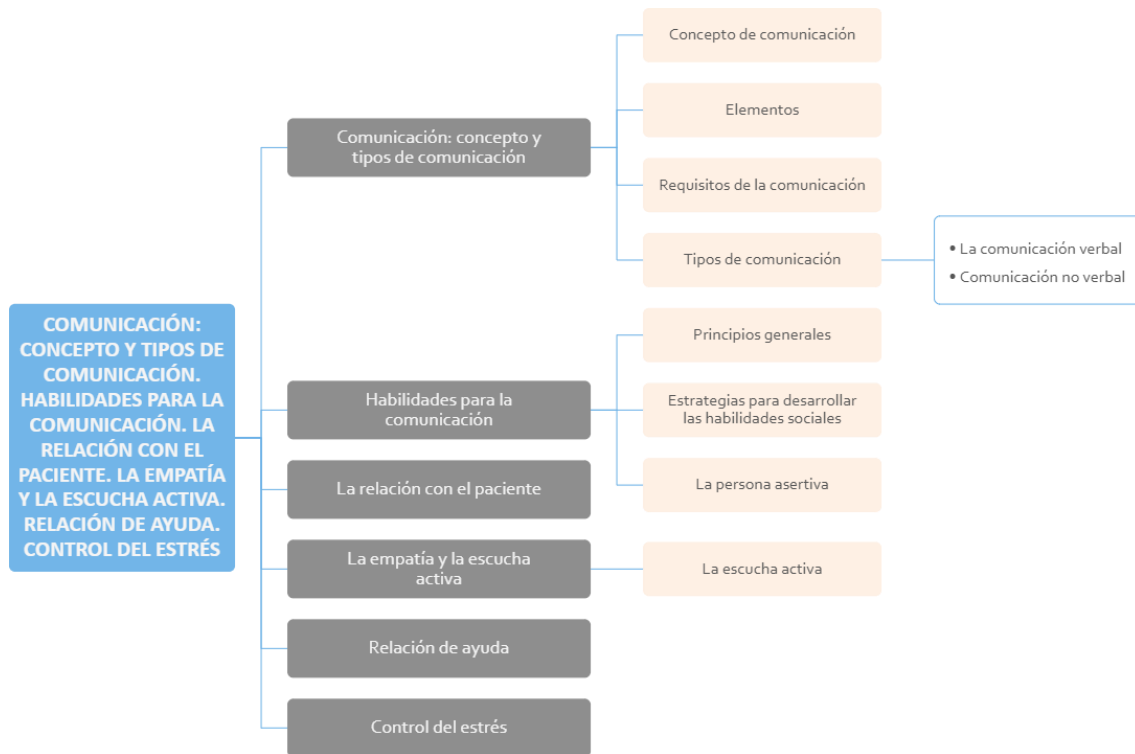 COMUNICACIÓN:
CONCEPTO Y TIPOS DE
COMUNICACIÓN.
HABILIDADES PARA LA
COMUNICACIÓN. LA
RELACIÓN CON EL
PACIENTE. LA EMPATÍA
Y LA ESCUCHA ACTIVA.
RELACIÓN DE AYUDA.
CONTROL DEL ESTRÉS
Comunicación: concepto y
tipos de comunicación
Concepto de comunicación
Elementos
Requisitos de la comunicación
Tipos de comunicación
• La comunicación verbal
• Comunicación no verbal
Habilidades para la
comunicación
Principios generales
Estrategias para desarrollar
las habilidades sociales
La persona asertiva
La relación con el paciente
La empatía y la escucha
activa
La escucha activa
Relación de ayuda
Control del estrés